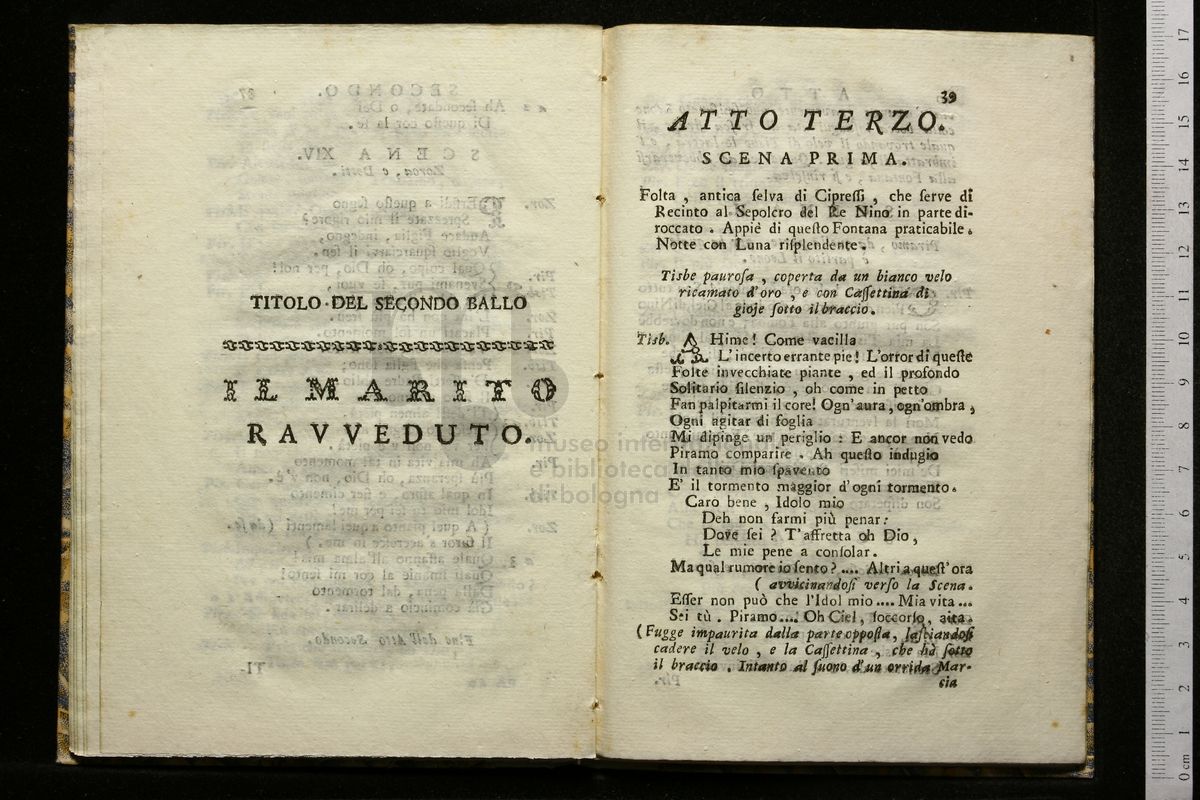 TITOLO DEL SECONDO BALLO
IL MARITO
RAVVEDUTO.
39
ATTO TERZO.
SCENA PRIMA.
Folta, antica ſelva di Cipreſſi, che ſerve di
Recinto al Sepolcro del Re Nino in parte di-
roccato. Appiè di queſto Fontana praticabile.
Notte con Luna riſplendente.
Tisbe pauroſa, coperta da un bianco velo
ricamato d'oro, e con Caſſettina di
gioje ſotto il braccio.
Tisb. AHime! Come vacilla
L'incerto errante pie! L'orror di queſte
Folte invecchiate piante, ed il profondo
Solitario ſilenzio, oh come in petto
Fan palpitarmi il core! Ogn'aura, ogn'ombra,
Ogni agitar di foglia
Mi dipinge un periglio: E ancor non vedo
Piramo comparire. Ah queſto indugio
In tanto mio ſpavento
E' il tormento maggior d'ogni tormento.
Caro bene, Idolo mio
Deh non farmi più penar:
Dove ſei? T'affretta oh Dio,
Le mie pene a conſolar.
Ma qual rumore io ſento? .... Altri a queſt'ora
( avvicinandoſi verſo la Scena.
Eſſer non può che l'Idol mio .... Mia vita ...
Sei tù. Piramo....! Oh Ciel, ſoccorſo, aita.
(Fugge impaurita dalla parte oppoſta, laſciandoſi
cadere il velo, e la Caſſettina, che ha ſotto
il braccio. Intanto al ſuono d'un orrida Mar-
cia
museo internazionale
e biblioteca della musica
di bologna